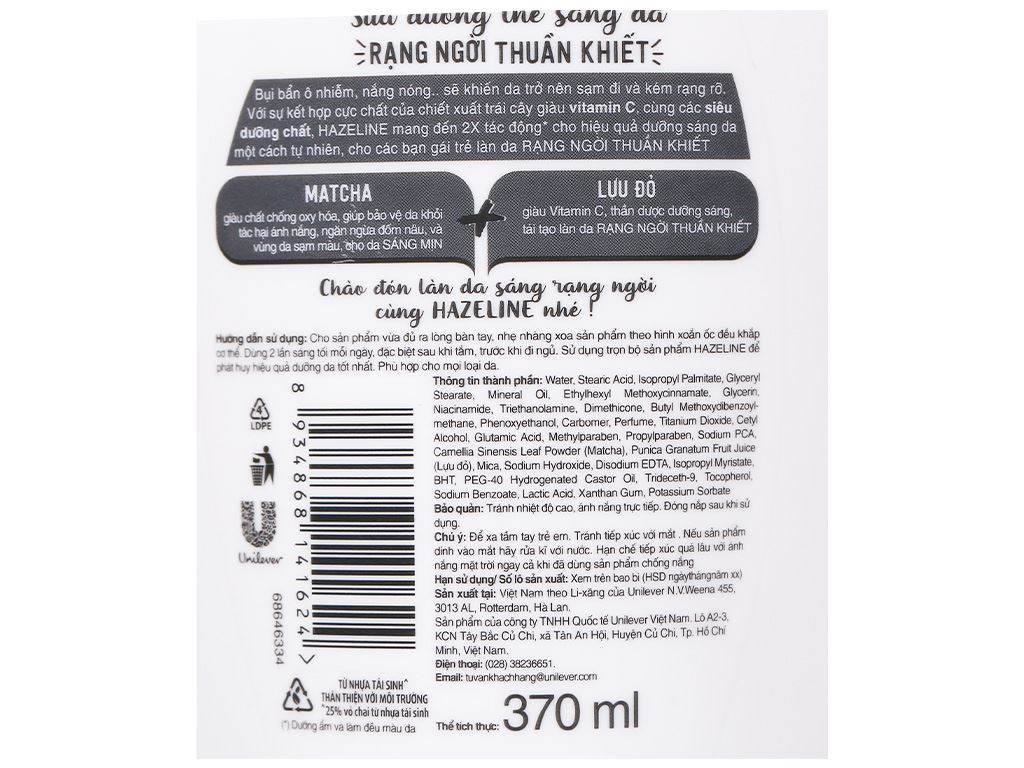 sữa dưỡng thể sáng da
RẠNG NGỜI THUẦN KHIẾT
Bụi bẩn ô nhiễm, nắng nóng.. sẽ khiến da trở nên sạm đi và kém rạng rỡ.
Với sự kết hợp cực chất của chiết xuất trái cây giàu vitamin C, cùng các siêu
dưỡng chất, HAZELINE mang đến 2X tác động* cho hiệu quả dưỡng sáng da
một cách tự nhiên, cho các bạn gái trẻ làn da RẠNG NGỜI THUẦN KHIẾT
MATCHA
giàu chất chống oxy hóa, giúp bảo vệ da khỏi
tác hại ánh nắng, ngăn ngừa đốm nâu, và
vùng da sạm màu, cho da SÁNG MỊN
+
LỰU ĐỎ
giàu Vitamin C, thần dược dưỡng sáng,
tái tạo làn da RẠNG NGỜI THUẦN KHIẾT
Chào đón làn da sáng rạng ngời
cùng HAZELINE nhé !
Hướng dẫn sử dụng: Cho sản phẩm vừa đủ ra lòng bàn tay, nhẹ nhàng xoa sản phẩm theo hình xoắn ốc đều khắp
cơ thể. Dùng 2 lần sáng tối mỗi ngày, đặc biệt sau khi tắm, trước khi đi ngủ. Sử dụng trọn bộ sản phẩm HAZELINE để
phát huy hiệu quả dưỡng da tốt nhất. Phù hợp cho mọi loại da.
Thông tin thành phần: Water, Stearic Acid, Isopropyl Palmitate, Glyceryl
Stearate, Mineral Oil, Ethylhexyl Methoxycinnamate, Glycerin,
Niacinamide, Triethanolamine, Dimethicone, Butyl Methoxydibenzoyl-
methane, Phenoxyethanol, Carbomer, Perfume, Titanium Dioxide, Cetyl
Alcohol, Glutamic Acid, Methylparaben, Propylparaben, Sodium PCA,
Camellia Sinensis Leaf Powder (Matcha), Punica Granatum Fruit Juice
(Lựu đỏ), Mica, Sodium Hydroxide, Disodium EDTA, Isopropyl Myristate,
BHT, PEG-40 Hydrogenated Castor Oil, Trideceth-9, Tocopherol,
Sodium Benzoate, Lactic Acid, Xanthan Gum, Potassium Sorbate
Bảo quản: Tránh nhiệt độ cao, ánh nắng trực tiếp. Đóng nắp sau khi sử
dụng.
Chú ý: Để xa tầm tay trẻ em. Tránh tiếp xúc với mắt . Nếu sản phẩm
dính vào mắt hãy rửa kĩ với nước. Hạn chế tiếp xúc quá lâu với ánh
nắng mặt trời ngay cả khi đã dùng sản phẩm chống nắng
Hạn sử dụng/ Số lô sản xuất: Xem trên bao bì (HSD ngàythángnăm xx)
Sản xuất tại: Việt Nam theo Li-xăng của Unilever N.V.Weena 455,
3013 AL, Rotterdam, Hà Lan.
Sản phẩm của công ty TNHH Quốc tế Unilever Việt Nam. Lô A2-3,
KCN Tây Bắc Củ Chi, xã Tân An Hội, Huyện Củ Chi, Tp. Hồ Chí
Minh, Việt Nam.
Điện thoại: (028) 38236651.
Email: tuvankhachhang@unilever.com
Thể tích thực: 370 ml
4
LDPE
Unilever
8 934868 141624 >
68646334
TỪ NHỰA TÁI SINH^
THÂN THIỆN VỚI MÔI TRƯỜNG
^25% vỏ chai từ nhựa tái sinh
(*) Dưỡng ẩm và làm đều màu da